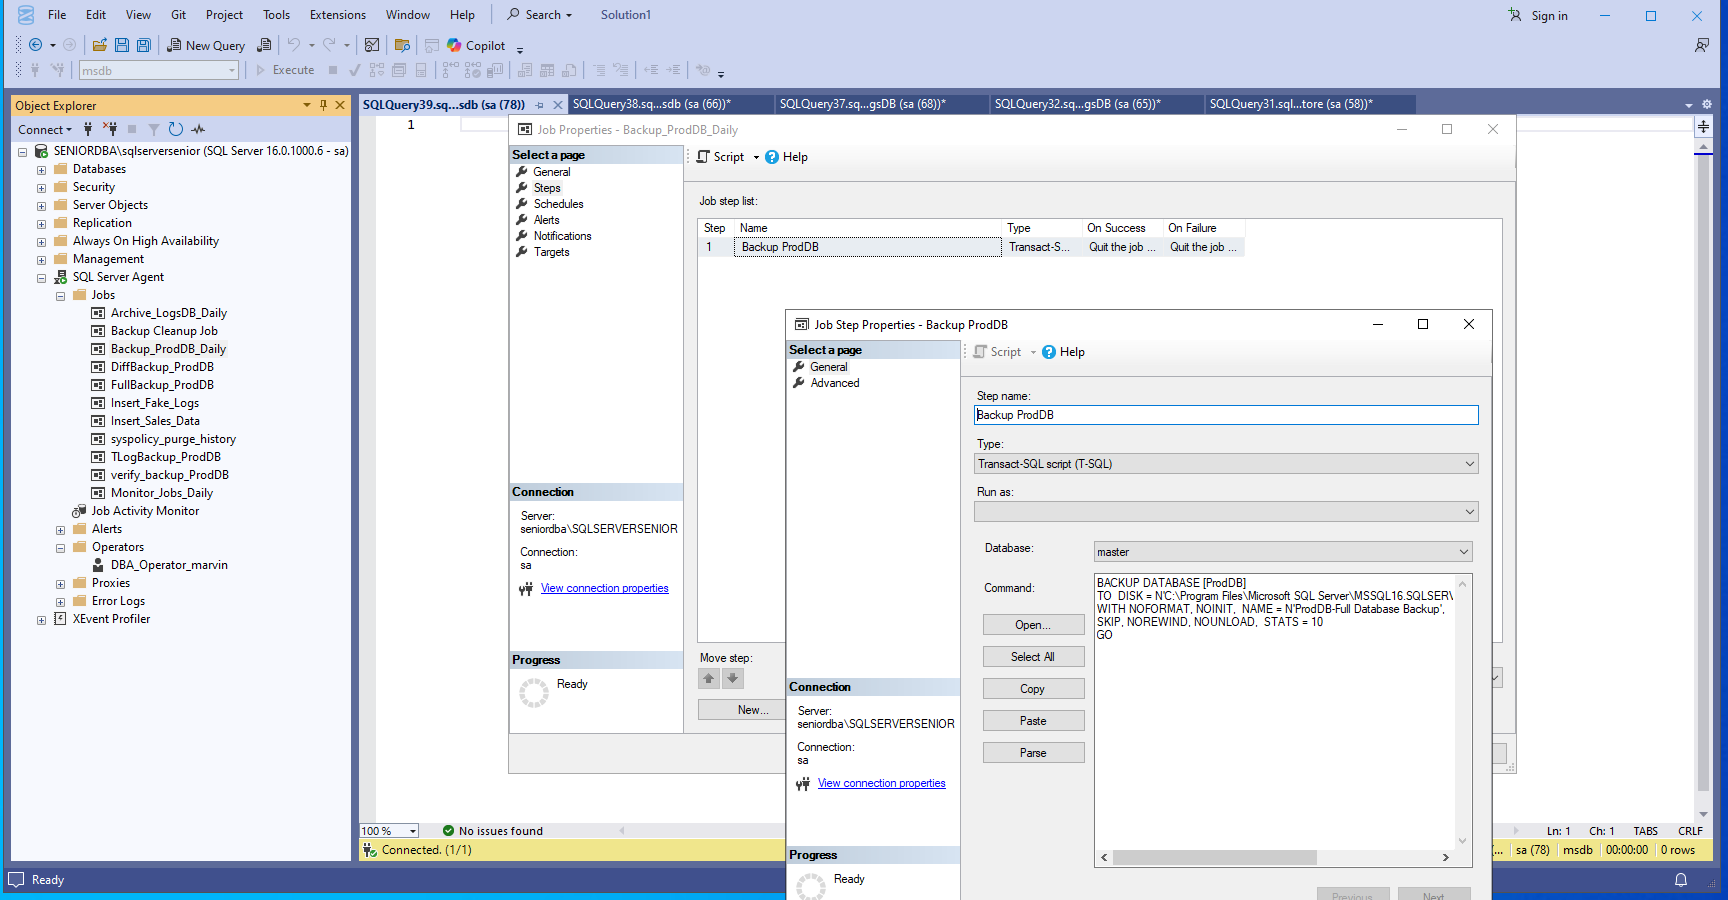 File Edit View Git Project Tools Extensions Window Help Search Solution1 Sign in
New Query Copilot
msdb Execute
Object Explorer
Connect
SENIORDBA\sqlserversenior (SQL Server 16.0.1000.6 - sa)
Databases
Security
Server Objects
Replication
Always On High Availability
Management
SQL Server Agent
Jobs
Archive_LogsDB_Daily
Backup Cleanup Job
Backup_ProdDB_Daily
DiffBackup_ProdDB
FullBackup_ProdDB
Insert_Fake_Logs
Insert_Sales_Data
syspolicy_purge_history
TLogBackup_ProdDB
verify_backup_ProdDB
Monitor_Jobs_Daily
Job Activity Monitor
Alerts
Operators
DBA_Operator_marvin
Proxies
Error Logs
XEvent Profiler
SQLQuery39.sq...sdb (sa (78)) SQLQuery38.sq...sdb (sa (66))* SQLQuery37.sq...gsDB (sa (68))* SQLQuery32.sq...gsDB (sa (65))* SQLQuery31.sql...tore (sa (58))*
1
Job Properties - Backup_ProdDB_Daily
Select a page
General
Steps
Schedules
Alerts
Notifications
Targets
Connection
Server:
seniordba\SQLSERVERSENIOR
Connection:
sa
View connection properties
Progress
Ready
Script Help
Job step list:
Step Name Type On Success On Failure
1 Backup ProdDB Transact-S... Quit the job ... Quit the job ...
Move step:
New...
Job Step Properties - Backup ProdDB
Select a page
General
Advanced
Connection
Server:
seniordba\SQLSERVERSENIOR
Connection:
sa
View connection properties
Progress
Ready
Script Help
Step name:
Backup ProdDB
Type:
Transact-SQL script (T-SQL)
Run as:
Database:
master
Command:
Open...
Select All
Copy
Paste
Parse
BACKUP DATABASE [ProdDB]
TO DISK = N'C:\Program Files\Microsoft SQL Server\MSSQL16.SQLSER\
WITH NOFORMAT, NOINIT, NAME = N'ProdDB-Full Database Backup',
SKIP, NOREWIND, NOUNLOAD, STATS = 10
GO
Previous Next
100 % No issues found Ln: 1 Ch: 1 TABS CRLF
Connected. (1/1) (... sa (78) msdb 00:00:00 0 rows
Ready